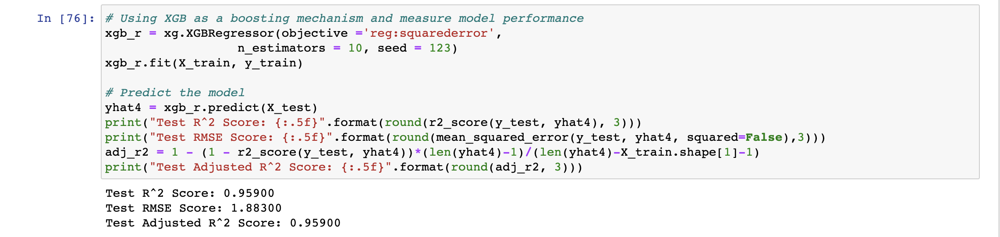 In [76]: # Using XGB as a boosting mechanism and measure model performance
xgb_r = xg.XGBRegressor(objective ='reg:squarederror',
                  n_estimators = 10, seed = 123)
xgb_r.fit(X_train, y_train)

# Predict the model
yhat4 = xgb_r.predict(X_test)
print("Test R^2 Score: {:.5f}".format(round(r2_score(y_test, yhat4), 3)))
print("Test RMSE Score: {:.5f}".format(round(mean_squared_error(y_test, yhat4, squared=False),3)))
adj_r2 = 1 - (1 - r2_score(y_test, yhat4))*(len(yhat4)-1)/(len(yhat4)-X_train.shape[1]-1)
print("Test Adjusted R^2 Score: {:.5f}".format(round(adj_r2, 3)))
Test R^2 Score: 0.95900
Test RMSE Score: 1.88300
Test Adjusted R^2 Score: 0.95900